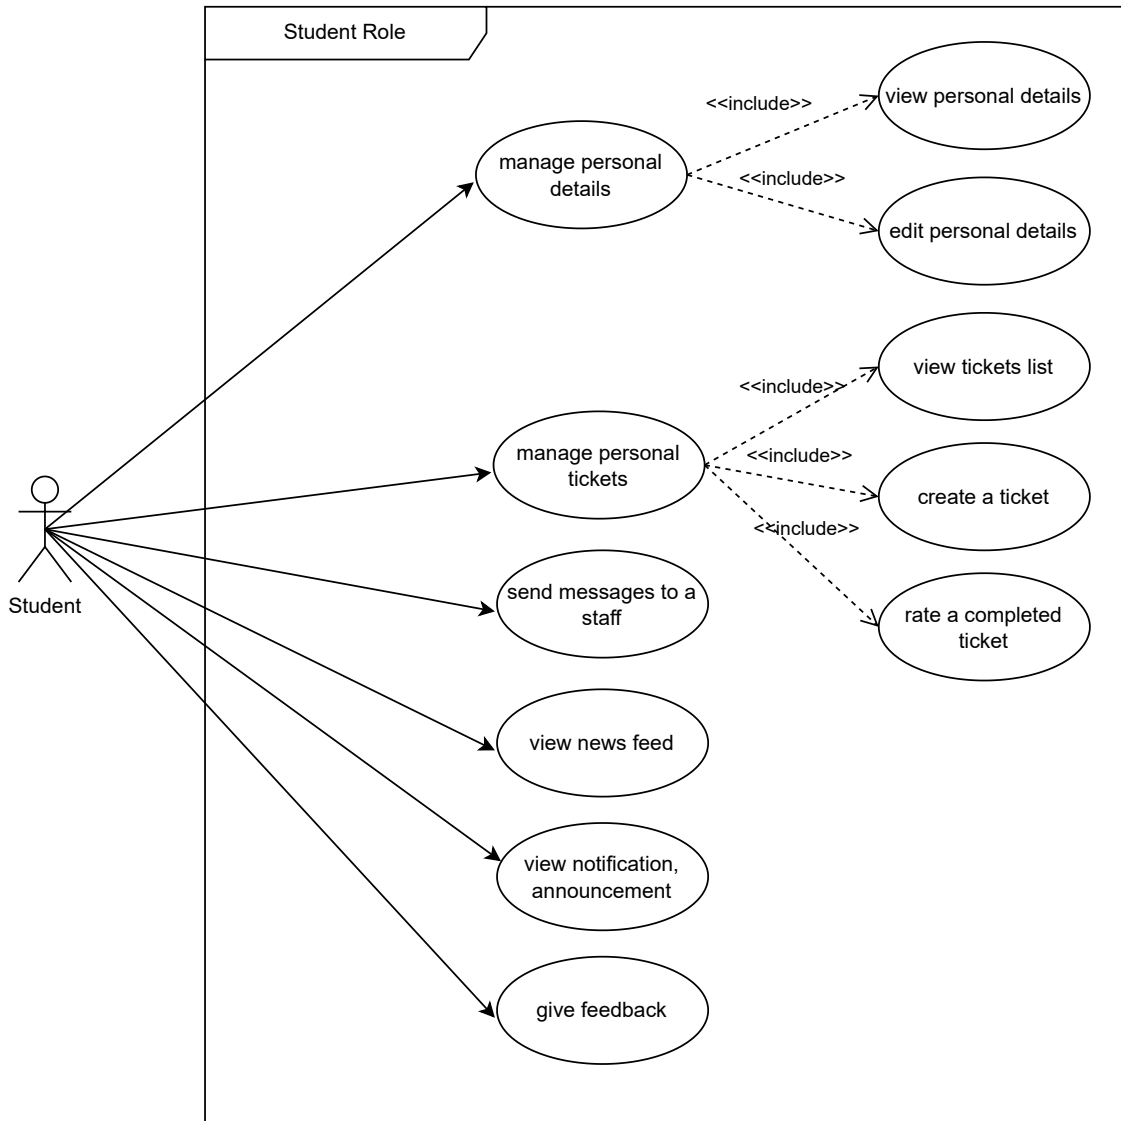 Student Role
<<include>>
view personal details
manage personal
details
<<include>>
edit personal details
view tickets list
<<include>>
manage personal
tickets
<<include>>
create a ticket
<<include>>
rate a completed
ticket
Student
send messages to a
staff
view news feed
view notification,
announcement
give feedback